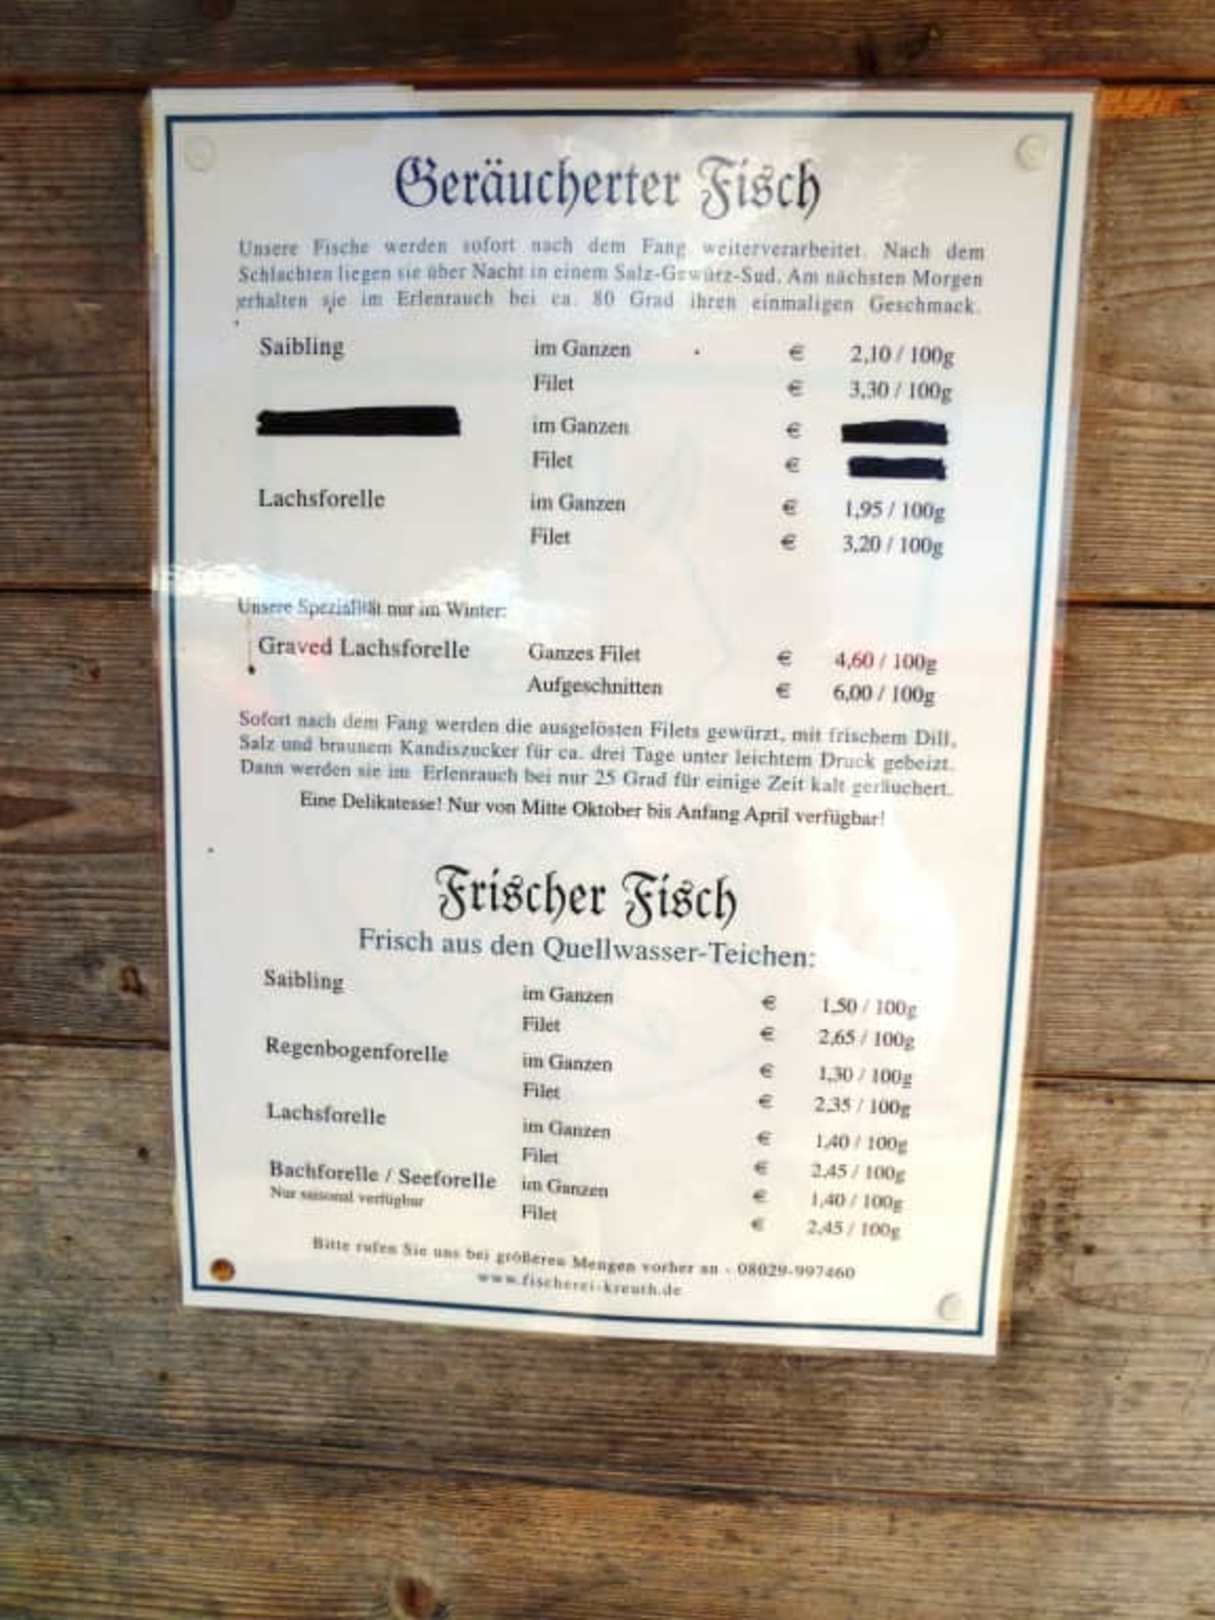 Geräucherter Fisch
Unsere Fische werden sofort nach dem Fang weiterverarbeitet. Nach dem
Schlachten liegen sie über Nacht in einem Salz-Gewürz-Sud. Am nächsten Morgen
erhalten sie im Erlenrauch bei ca. 80 Grad ihren einmaligen Geschmack.
Saibling im Ganzen € 2,10 / 100g
Filet € 3,30 / 100g
im Ganzen €
Filet €
Lachsforelle im Ganzen € 1,95 / 100g
Filet € 3,20 / 100g
Unsere Spezialität nur im Winter:
Graved Lachsforelle Ganzes Filet € 4,60 / 100g
Aufgeschnitten € 6,00 / 100g
Sofort nach dem Fang werden die ausgelösten Filets gewürzt, mit frischem Dill,
Salz und braunem Kandiszucker für ca. drei Tage unter leichtem Druck gebeizt.
Dann werden sie im Erlenrauch bei nur 25 Grad für einige Zeit kalt geräuchert.
Eine Delikatesse! Nur von Mitte Oktober bis Anfang April verfügbar!
Frischer Fisch
Frisch aus den Quellwasser-Teichen:
Saibling im Ganzen € 1,50 / 100g
Filet € 2,65 / 100g
Regenbogenforelle im Ganzen € 1,30 / 100g
Filet € 2,35 / 100g
Lachsforelle im Ganzen € 1,40 / 100g
Filet € 2,45 / 100g
Bachforelle / Seeforelle im Ganzen € 1,40 / 100g
Nur saisonal verfügbar
Filet € 2,45 / 100g
Bitte rufen Sie uns bei größeren Mengen vorher an - 08029-997460
www.fischerei-kreuth.de